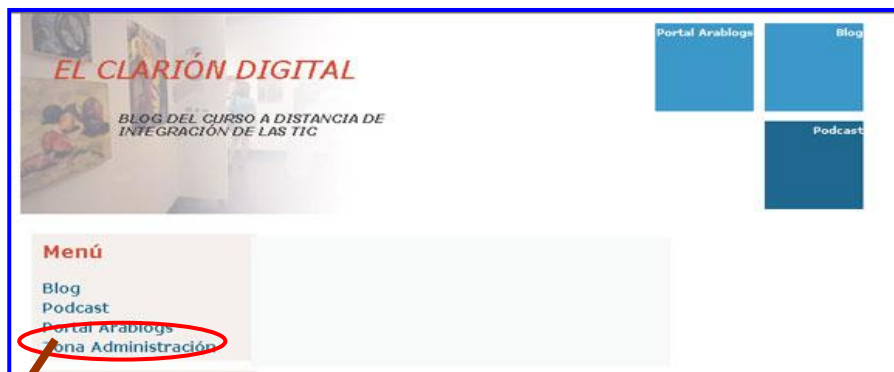 Portal Arablogs
Blog
EL CLARIÓN DIGITAL
BLOG DEL CURSO A DISTANCIA DE
INTEGRACIÓN DE LAS TIC
Podcast
Menú
Blog
Podcast
Portal Arablogs
Zona Administración